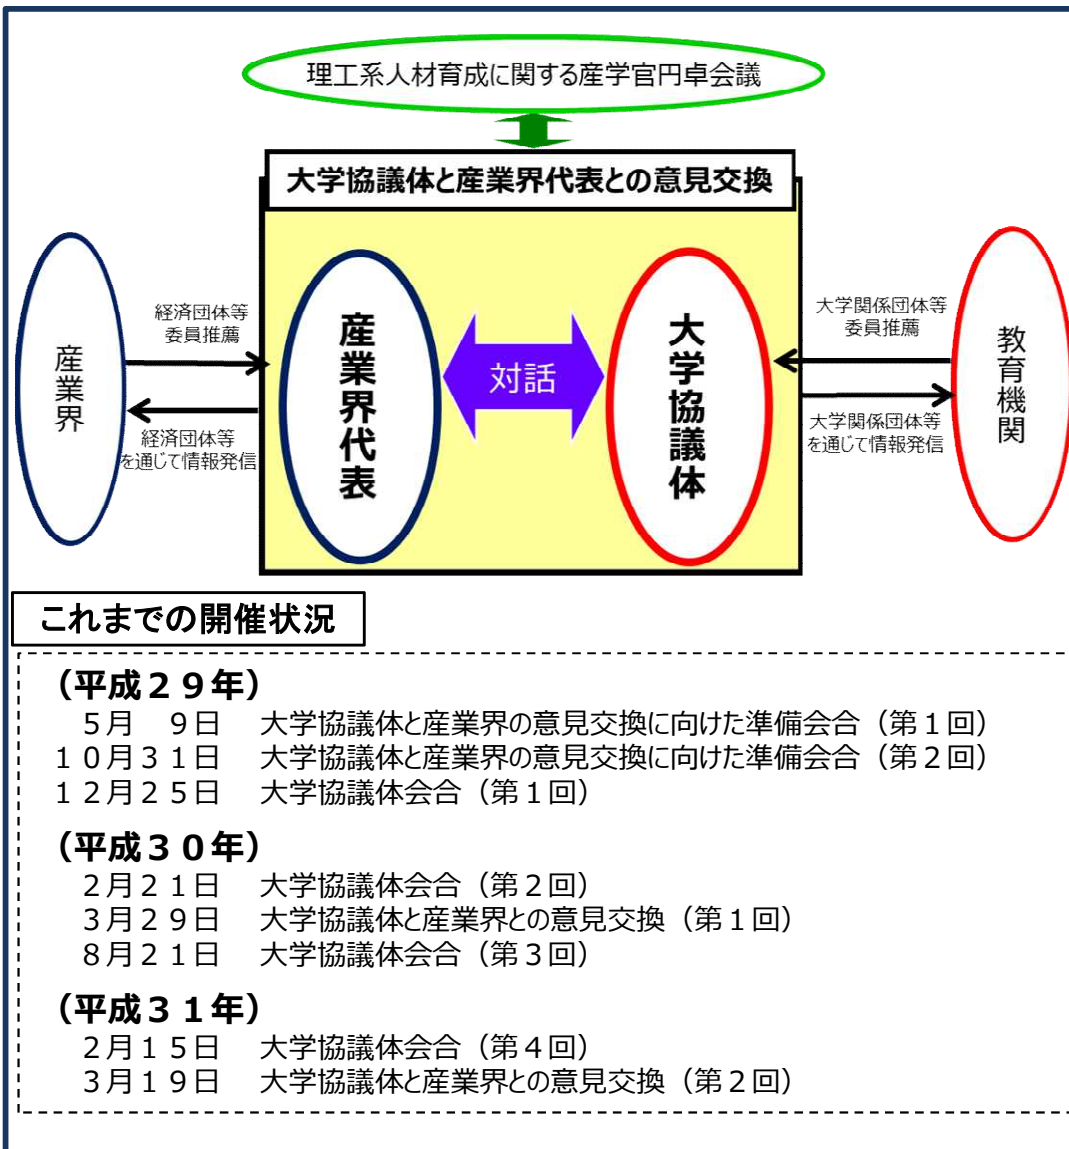 理工系人材育成に関する産学官円卓会議
大学協議体と産業界代表との意見交換
産業界
経済団体等
委員推薦
経済団体等
を通じて情報発信
産業界代表
対話
大学協議体
大学関係団体等
委員推薦
大学関係団体等
を通じて情報発信
教育機関
これまでの開催状況
（平成２９年）
５月　９日　大学協議体と産業界の意見交換に向けた準備会合（第１回）
１０月３１日　大学協議体と産業界の意見交換に向けた準備会合（第２回）
１２月２５日　大学協議体会合（第１回）
（平成３０年）
２月２１日　大学協議体会合（第２回）
３月２９日　大学協議体と産業界との意見交換（第１回）
８月２１日　大学協議体会合（第３回）
（平成３１年）
２月１５日　大学協議体会合（第４回）
３月１９日　大学協議体と産業界との意見交換（第２回）